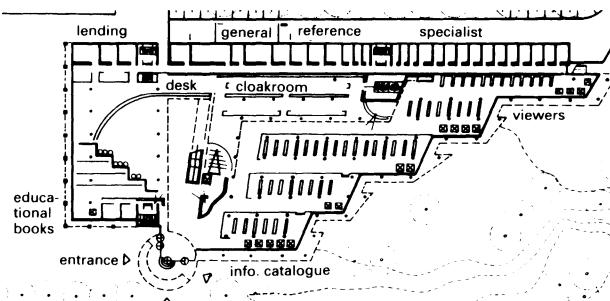 lending
general
reference
specialist
desk
cloakroom
viewers
educa-
tional
books
entrance
info. catalogue